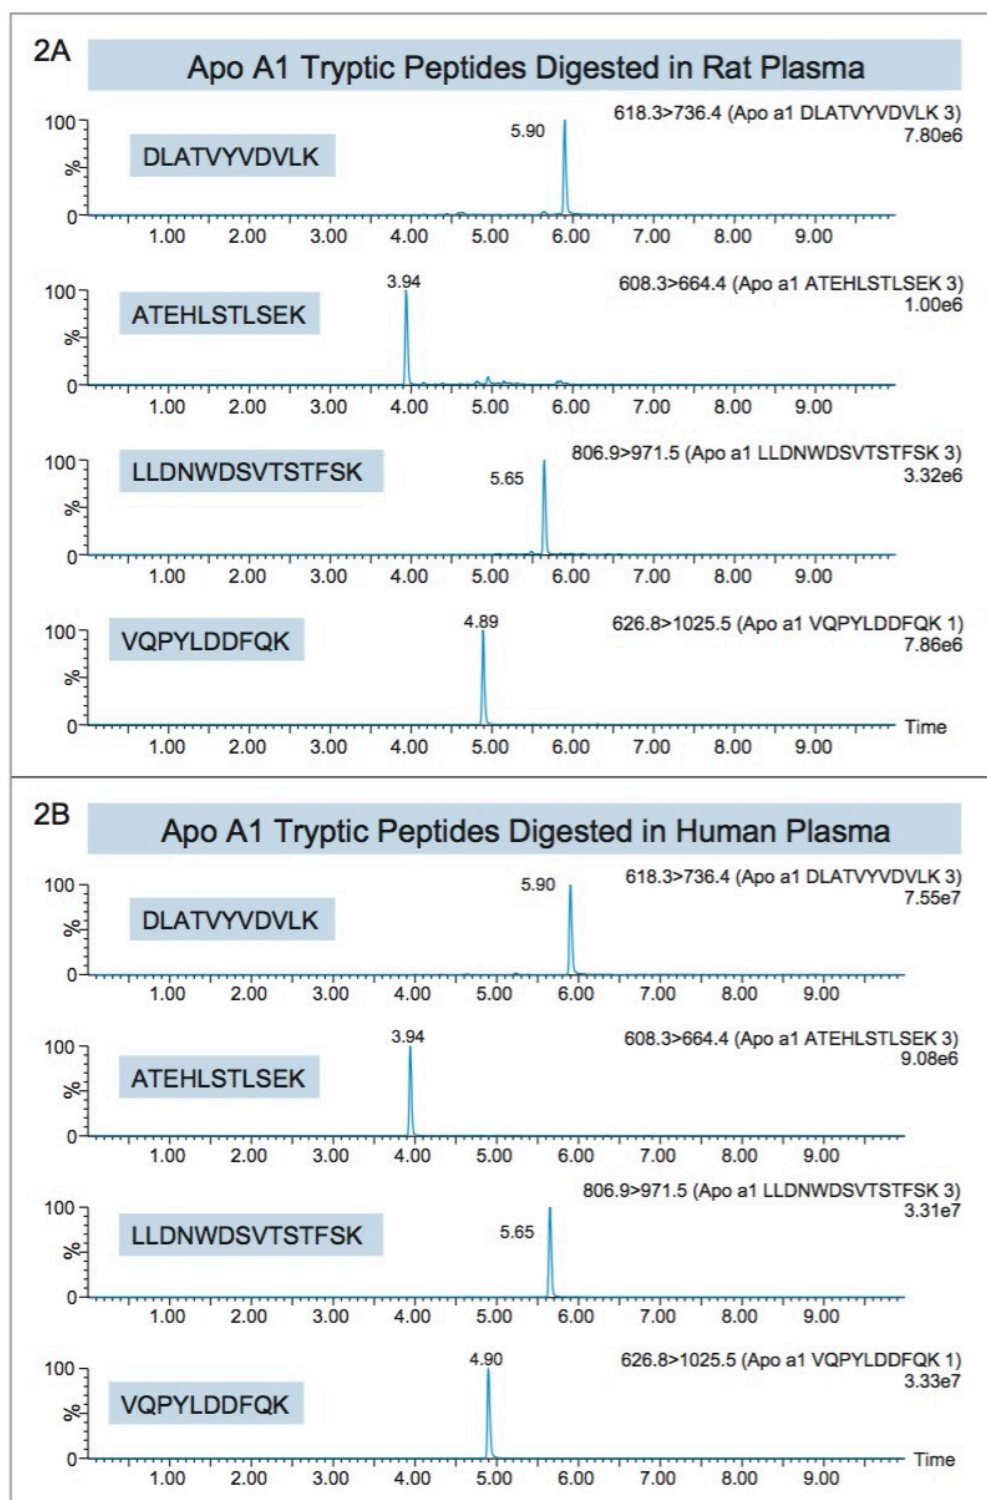 2A
Apo A1 Tryptic Peptides Digested in Rat Plasma
618.3>736.4 (Apo a1 DLATVYVDVLK 3)
7.80e6
100
5.90
DLATVYVDVLK
%
0
1.00 2.00 3.00 4.00 5.00 6.00 7.00 8.00 9.00
608.3>664.4 (Apo a1 ATEHLSTLSEK 3)
1.00e6
100
3.94
ATEHLSTLSEK
%
0
1.00 2.00 3.00 4.00 5.00 6.00 7.00 8.00 9.00
806.9>971.5 (Apo a1 LLDNWDSVTSTFSK 3)
3.32e6
100
5.65
LLDNWDSVTSTFSK
%
0
1.00 2.00 3.00 4.00 5.00 6.00 7.00 8.00 9.00
626.8>1025.5 (Apo a1 VQPYLDDFQK 1)
7.86e6
100
4.89
VQPYLDDFQK
%
0
Time
1.00 2.00 3.00 4.00 5.00 6.00 7.00 8.00 9.00
2B
Apo A1 Tryptic Peptides Digested in Human Plasma
618.3>736.4 (Apo a1 DLATVYVDVLK 3)
7.55e7
100
5.90
DLATVYVDVLK
%
0
1.00 2.00 3.00 4.00 5.00 6.00 7.00 8.00 9.00
608.3>664.4 (Apo a1 ATEHLSTLSEK 3)
9.08e6
100
3.94
ATEHLSTLSEK
%
0
1.00 2.00 3.00 4.00 5.00 6.00 7.00 8.00 9.00
806.9>971.5 (Apo a1 LLDNWDSVTSTFSK 3)
3.31e7
100
5.65
LLDNWDSVTSTFSK
%
0
1.00 2.00 3.00 4.00 5.00 6.00 7.00 8.00 9.00
626.8>1025.5 (Apo a1 VQPYLDDFQK 1)
3.33e7
100
4.90
VQPYLDDFQK
%
0
Time
1.00 2.00 3.00 4.00 5.00 6.00 7.00 8.00 9.00